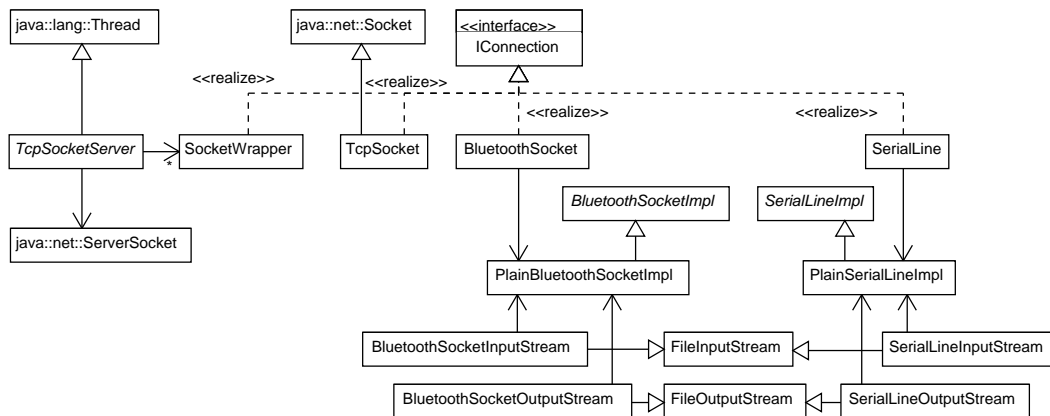 java::lang::Thread
java::net::Socket
<<interface>>
IConnection
<<realize>>
<<realize>>
<<realize>>
<<realize>>
TcpSocketServer
*
SocketWrapper
TcpSocket
BluetoothSocket
SerialLine
BluetoothSocketImpl
SerialLineImpl
java::net::ServerSocket
PlainBluetoothSocketImpl
PlainSerialLineImpl
BluetoothSocketInputStream
FileInputStream
SerialLineInputStream
BluetoothSocketOutputStream
FileOutputStream
SerialLineOutputStream